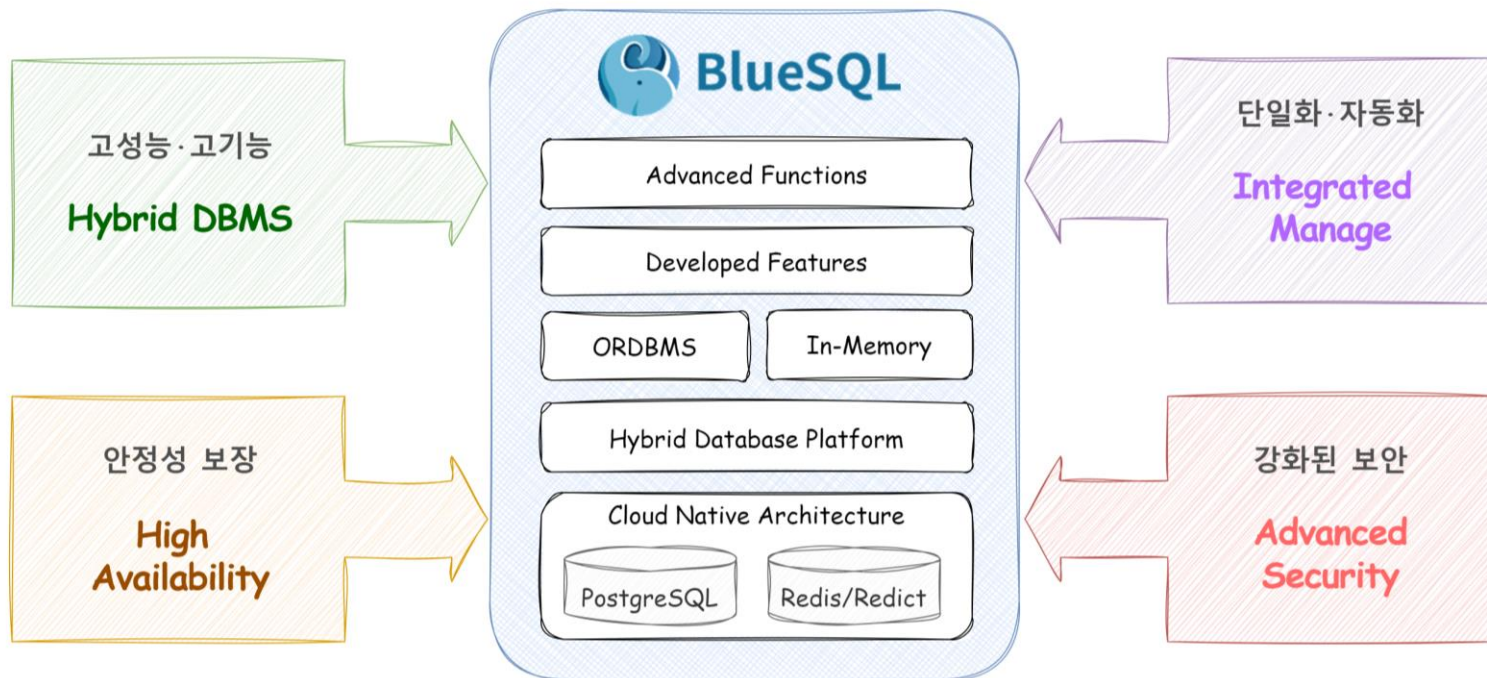 고성능·고기능
Hybrid DBMS
안정성 보장
High
Availability
BlueSQL
Advanced Functions
Developed Features
ORDBMS
In-Memory
Hybrid Database Platform
Cloud Native Architecture
PostgreSQL
Redis/Redict
단일화·자동화
Integrated
Manage
강화된 보안
Advanced
Security